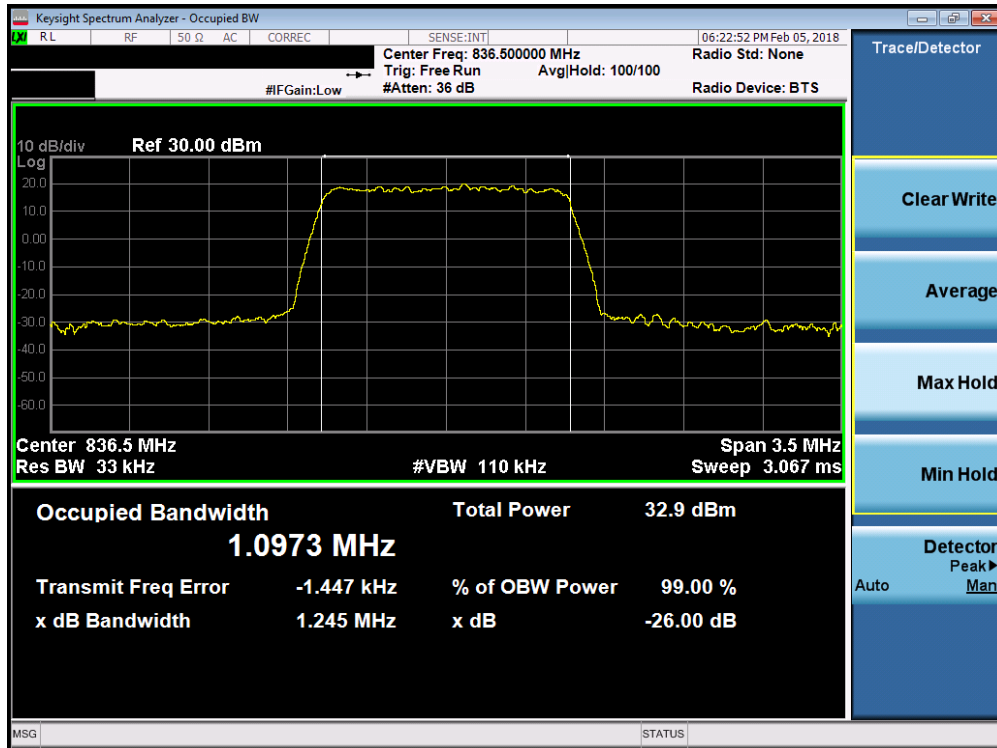 Keysight Spectrum Analyzer - Occupied BW
LXI RL RF 50 Ω AC CORREC SENSE:INT 06:22:52 PM Feb 05, 2018
Center Freq: 836.500000 MHz Radio Std: None
Trig: Free Run Avg|Hold: 100/100
#IFGain:Low #Atten: 36 dB Radio Device: BTS
10 dB/div Ref 30.00 dBm
Log
20.0
10.0
0.00
-10.0
-20.0
-30.0
-40.0
-50.0
-60.0
Center 836.5 MHz Span 3.5 MHz
Res BW 33 kHz #VBW 110 kHz Sweep 3.067 ms
Occupied Bandwidth Total Power 32.9 dBm
1.0973 MHz
Transmit Freq Error -1.447 kHz % of OBW Power 99.00 %
x dB Bandwidth 1.245 MHz x dB -26.00 dB
MSG STATUS
Trace/Detector
Clear Write
Average
Max Hold
Min Hold
Detector
Peak▶
Auto Man